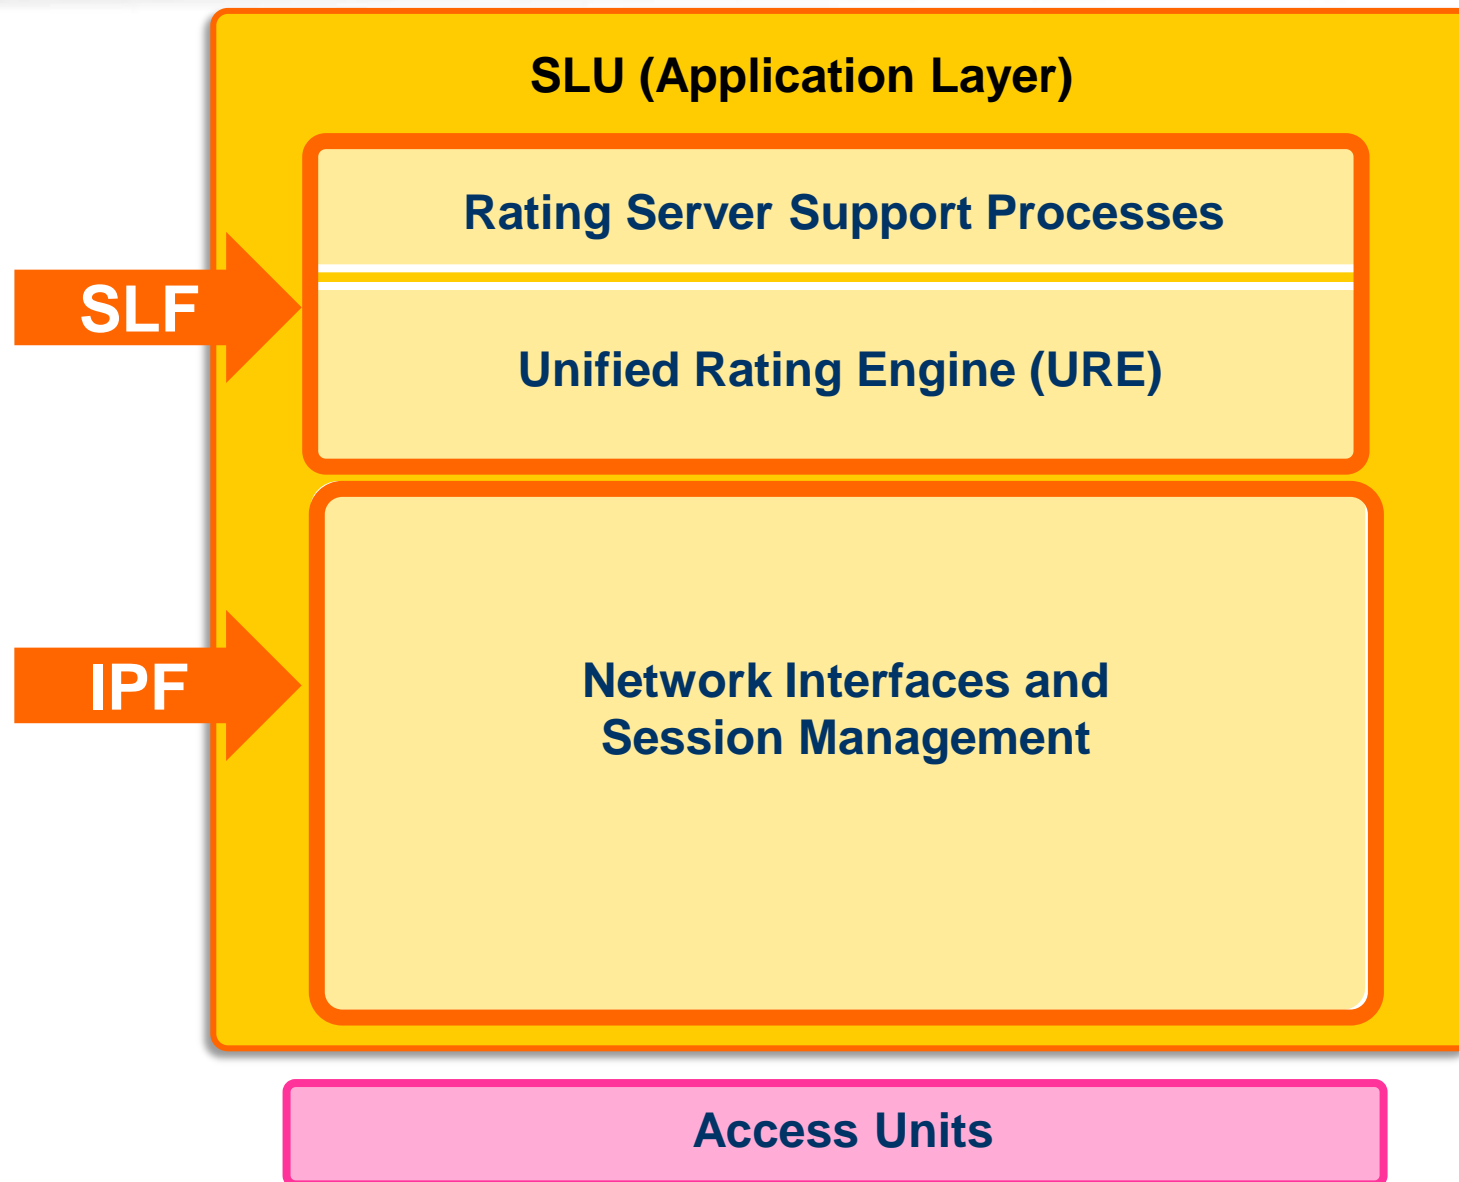 SLU (Application Layer)
Rating Server Support Processes
SLF
Unified Rating Engine (URE)
IPF
Network Interfaces and
Session Management
Access Units